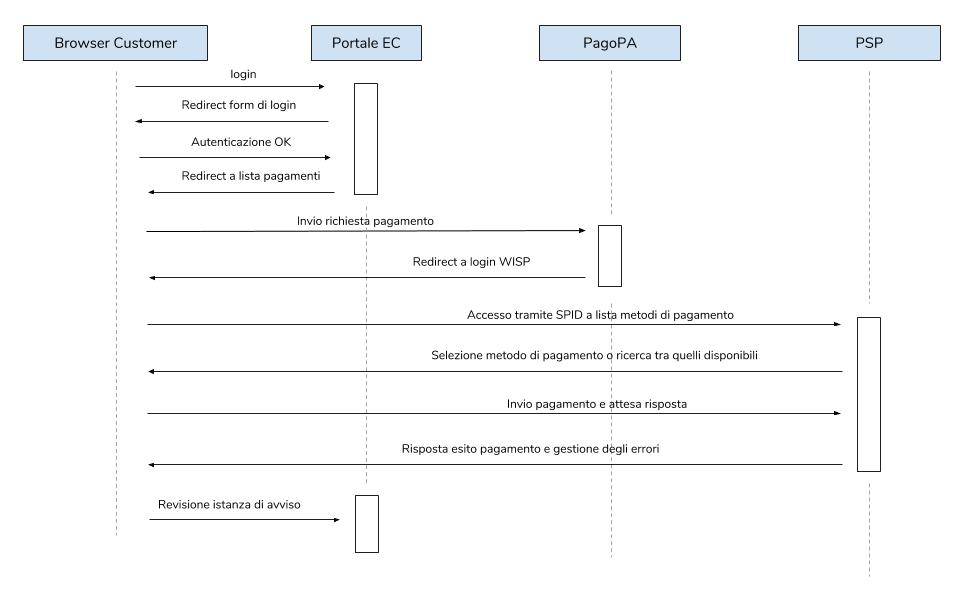 Browser Customer
Portale EC
PagoPA
PSP
login
Redirect form di login
Autenticazione OK
Redirect a lista pagamenti
Invio richiesta pagamento
Redirect a login WISP
Accesso tramite SPID a lista metodi di pagamento
Selezione metodo di pagamento o ricerca tra quelli disponibili
Invio pagamento e attesa risposta
Risposta esito pagamento e gestione degli errori
Revisione istanza di avviso